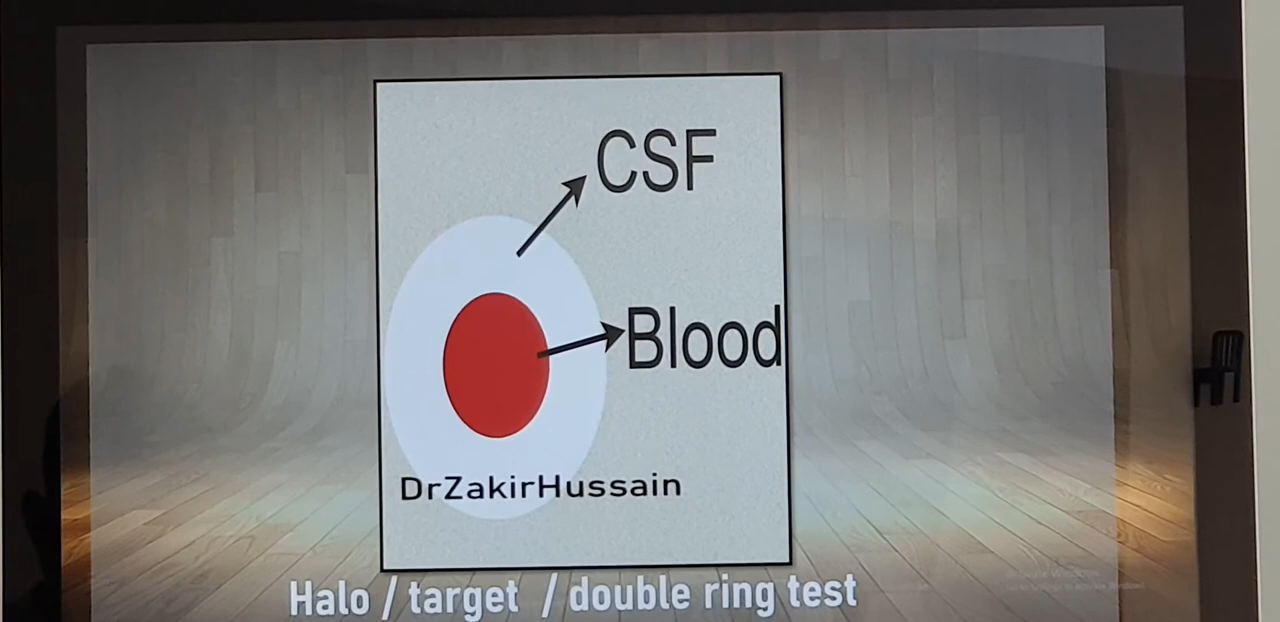 CSF
Blood
DrZakirHussain
Halo / target / double ring test